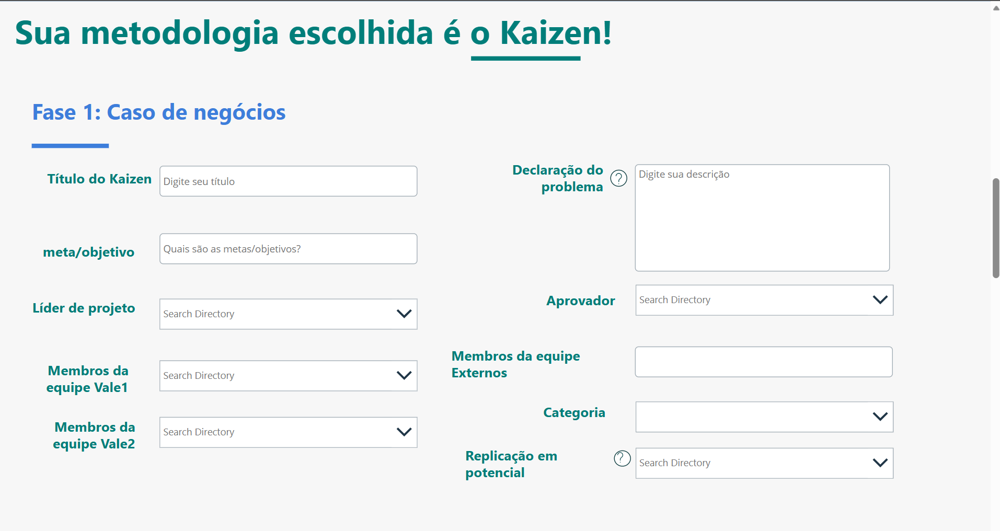 Sua metodologia escolhida é o Kaizen!
Fase 1: Caso de negócios
Título do Kaizen
Digite seu título
meta/objetivo
Quais são as metas/objetivos?
Líder de projeto
Search Directory
Membros da
equipe Vale1
Search Directory
Membros da
equipe Vale2
Search Directory
Declaração do
problema
?
Digite sua descrição
Aprovador
Search Directory
Membros da equipe
Externos
Categoria
Replicação em
potencial
?
Search Directory